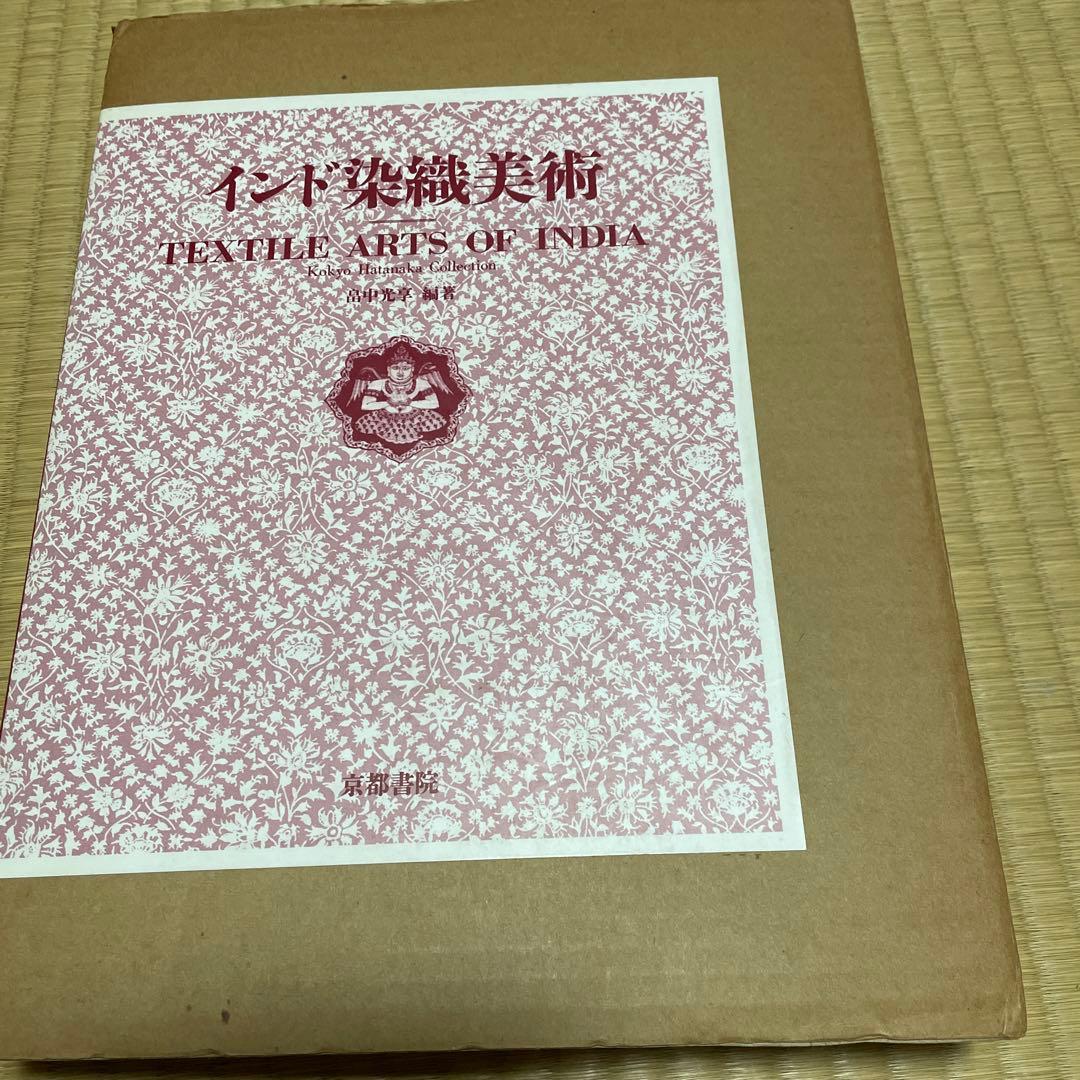 インド染織美術
TEXTILE ARTS OF INDIA
Kokyo Hatanaka Collection
畠中光享 編著
京都書院